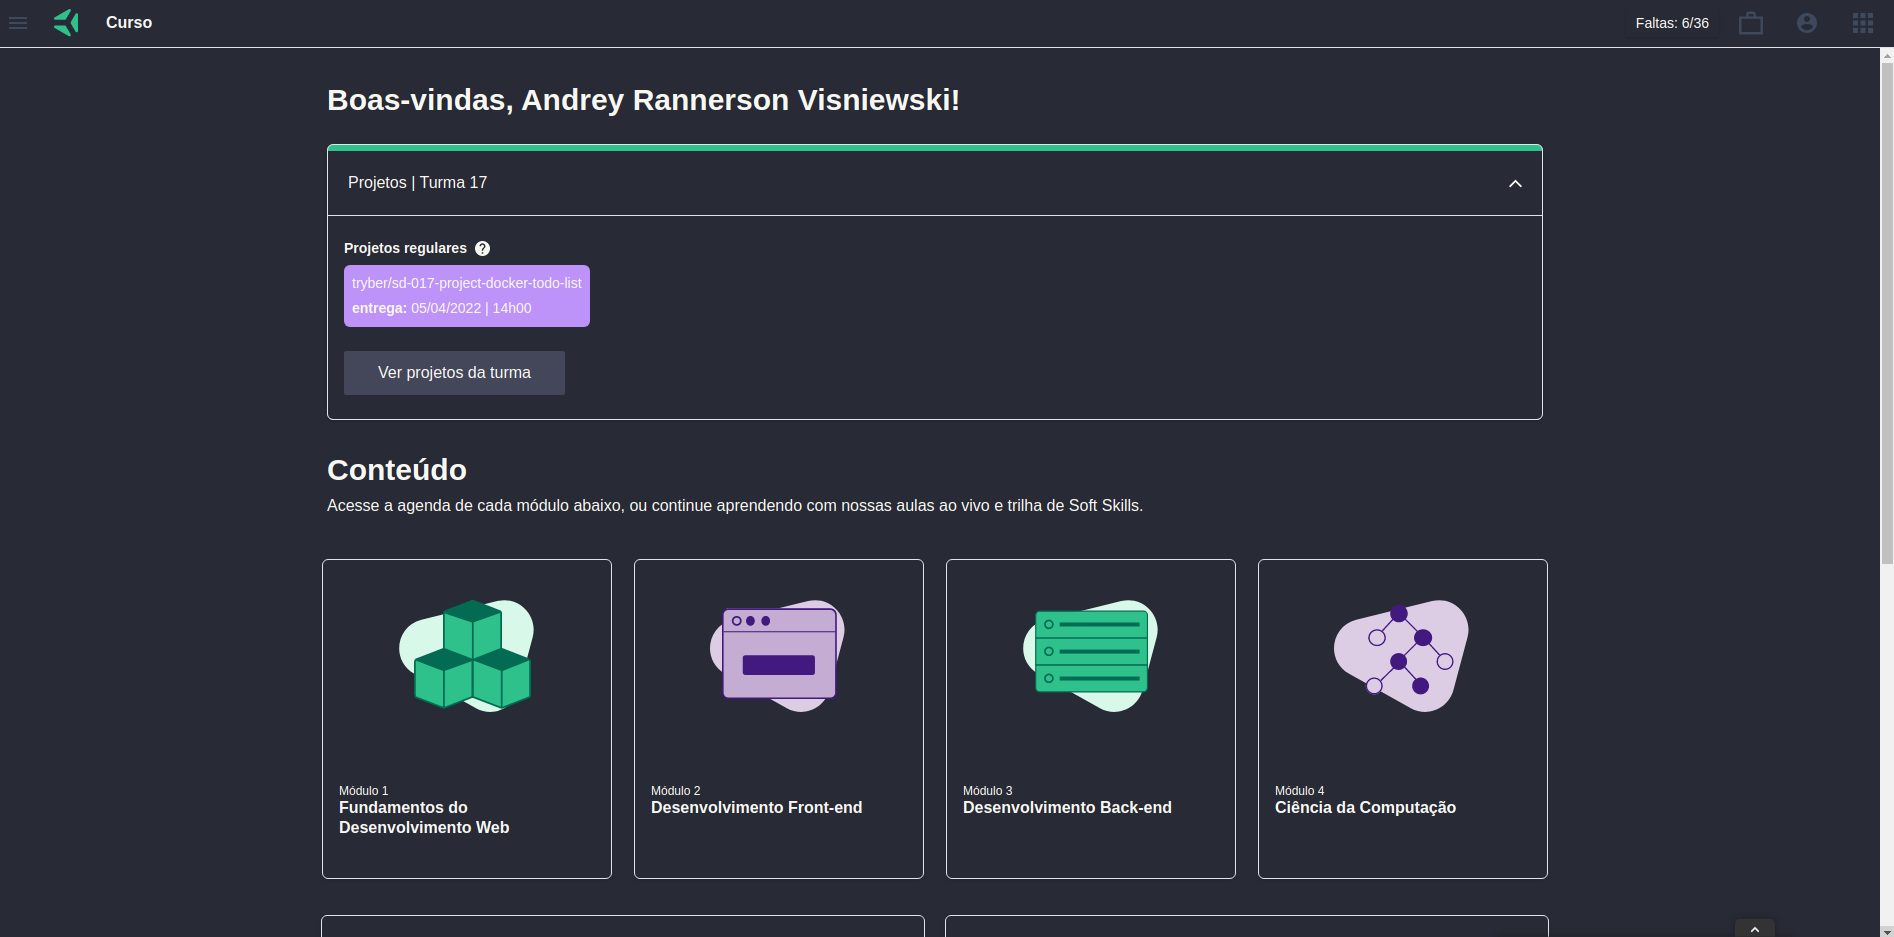 Curso
Faltas: 6/36
Boas-vindas, Andrey Rannerson Visniewski!
Projetos | Turma 17
Projetos regulares ?
tryber/sd-017-project-docker-todo-list
entrega: 05/04/2022 | 14h00
Ver projetos da turma
Conteúdo
Acesse a agenda de cada módulo abaixo, ou continue aprendendo com nossas aulas ao vivo e trilha de Soft Skills.
Módulo 1
Fundamentos do
Desenvolvimento Web
Módulo 2
Desenvolvimento Front-end
Módulo 3
Desenvolvimento Back-end
Módulo 4
Ciência da Computação